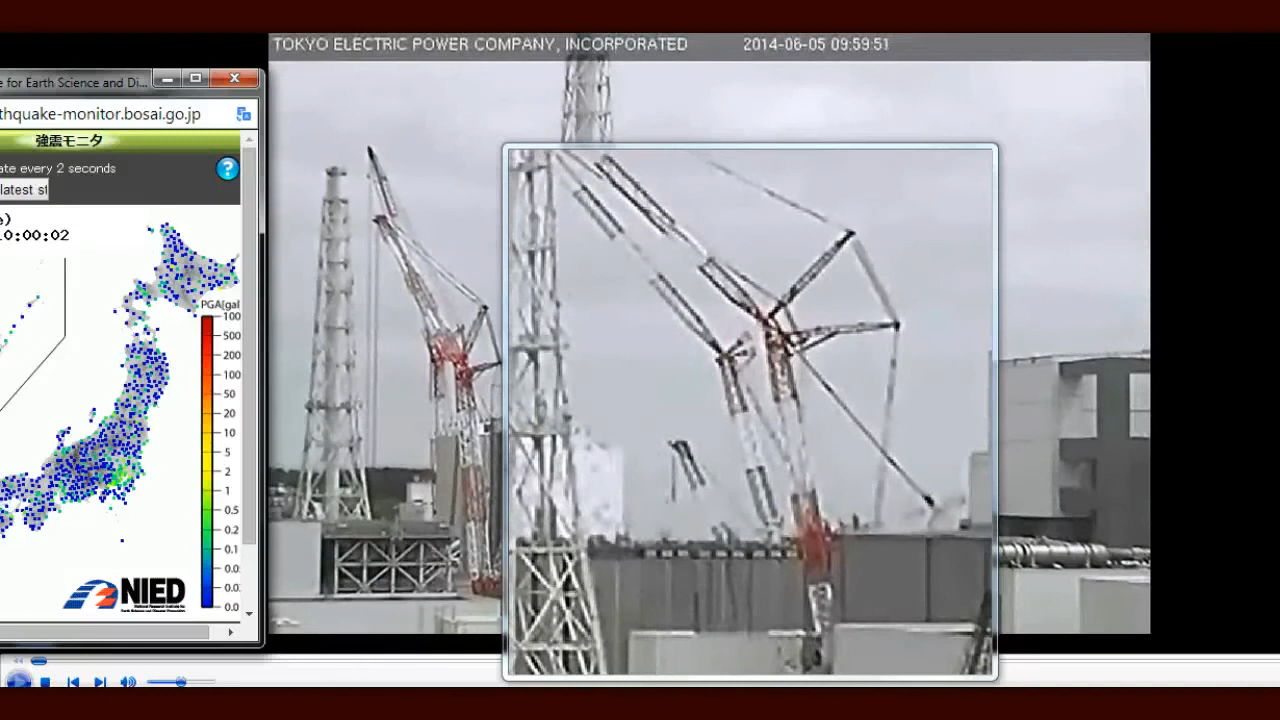 TOKYO ELECTRIC POWER COMPANY, INCORPORATED 2014-06-05 09:59:51
e for Earth Science and Di...
thquake-monitor.bosai.go.jp
強震モニタ
ate every 2 seconds
?
latest s
0:00:02
PGA[gal
100
500
200
100
50
20
10
5
2
1
0.5
0.2
0.1
0.0
0.0
0.0
NIED